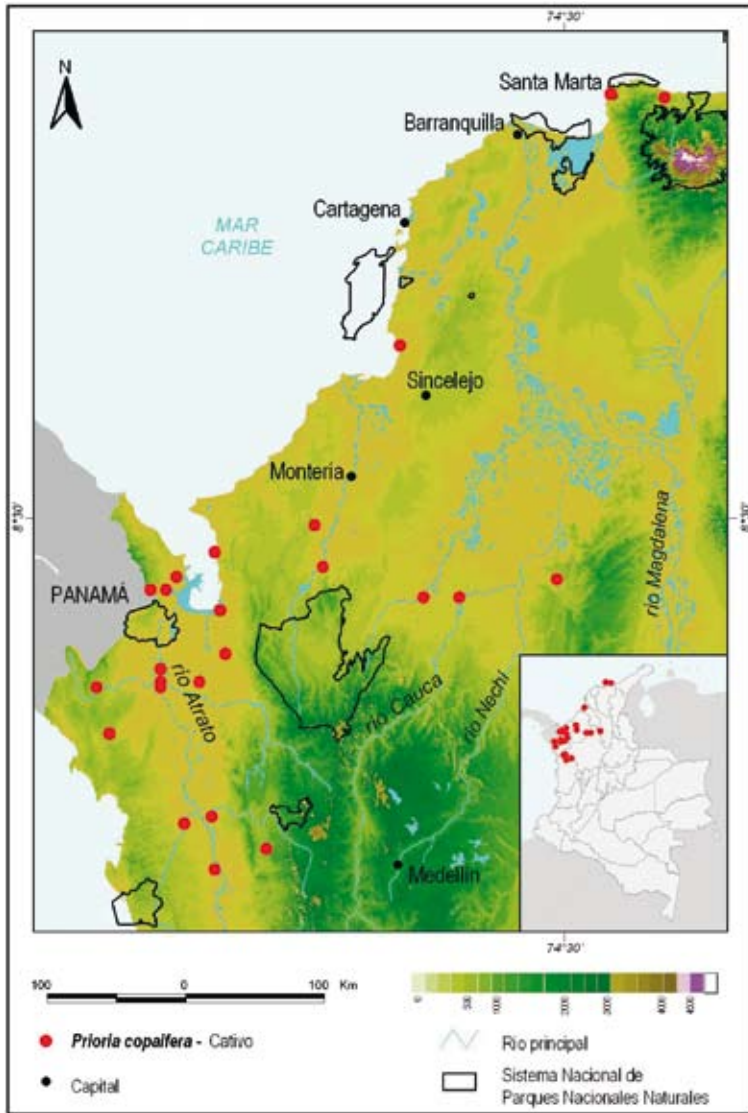 74°30'
N
Santa Marta
Barranquilla
Cartagena
MAR
CARIBE
Sincelejo
Montería
8°30'
8°30'
PANAMÁ
río Magdalena
río Atrato
río Cauca
río Nechí
Medellín
74°30'
100 0 100 Km
Prioria copaifera - Cativo
Capital
Rio principal
Sistema Nacional de
Parques Nacionales Naturales